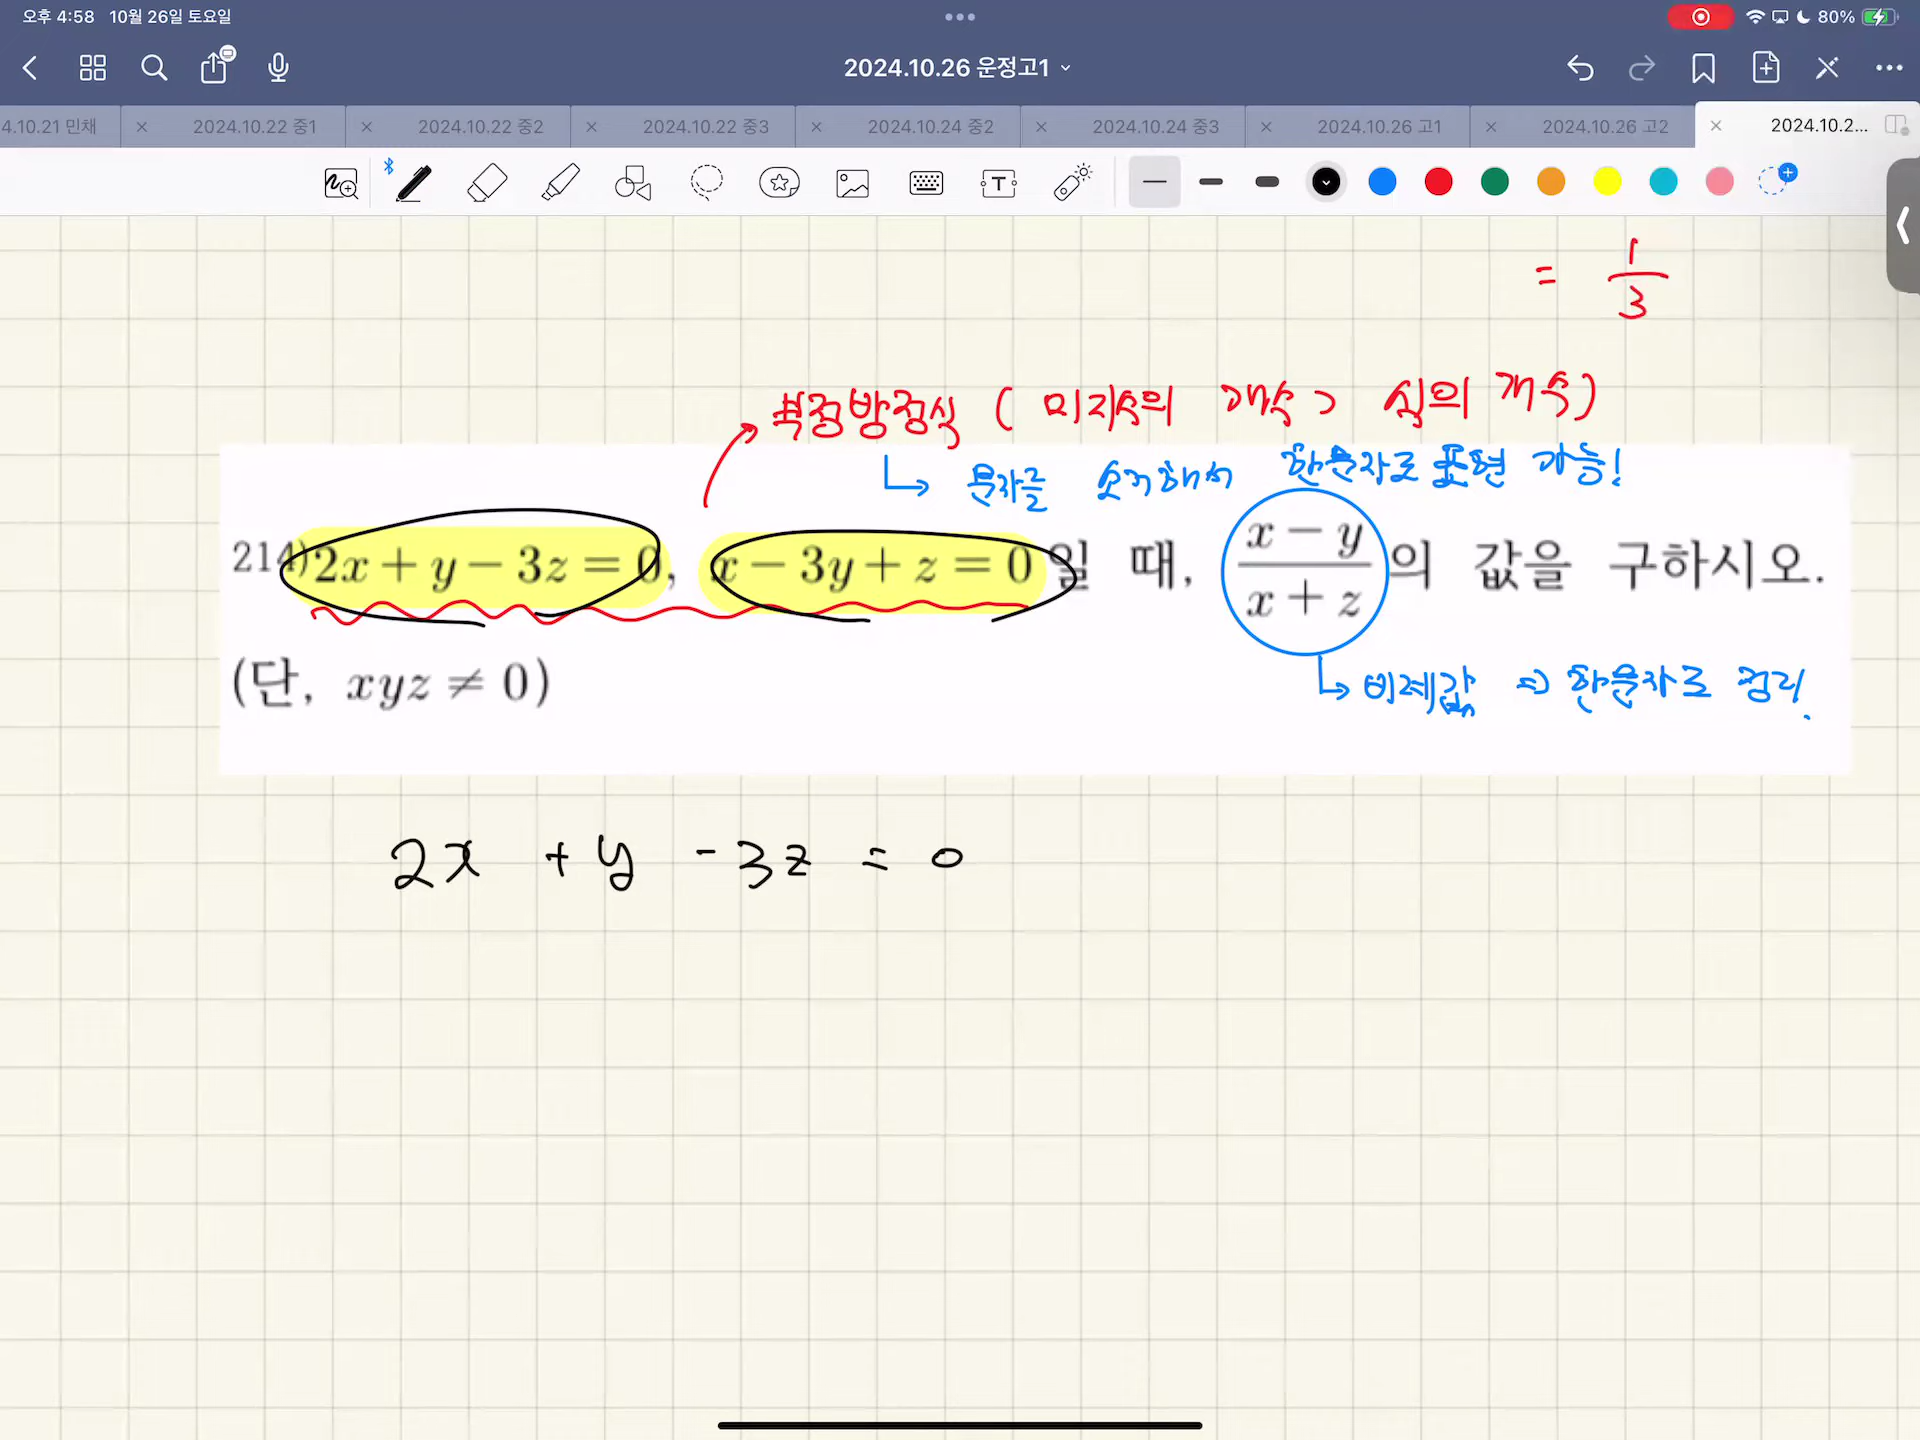 오후 4:58 10월 26일 토요일 80%
2024.10.26 운정고1
4.10.21 민채 2024.10.22 중1 2024.10.22 중2 2024.10.22 중3 2024.10.24 중2 2024.10.24 중3 2024.10.26 고1 2024.10.26 고2 2024.10.2...
= 1/3
부정방정식 (미지수의 개수 > 식의 개수)
↳ 문자를 소거해서 한문자로 표현 가능!
214) 2x + y - 3z = 0, x - 3y + z = 0일 때, (x - y)/(x + z)의 값을 구하시오.
(단, xyz ≠ 0)
↳ 비례값 ⇒ 한문자로 정리.
2x + y - 3z = 0